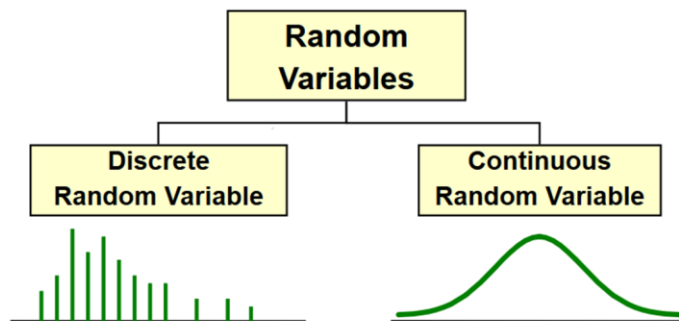 Random
Variables
Discrete
Random Variable
Continuous
Random Variable